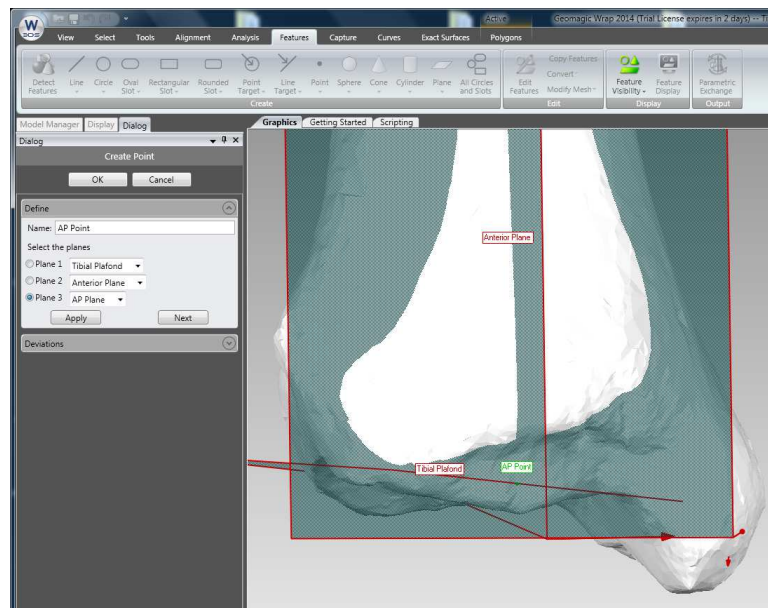 W
3DS
Active
Geomagic Wrap 2014 (Trial License expires in 2 days) -- T
View Select Tools Alignment Analysis Features Capture Curves Exact Surfaces Polygons
Detect Features
Line
Circle
Oval Slot
Rectangular Slot
Rounded Slot
Point Target
Line Target
Point
Sphere
Cone
Cylinder
Plane
All Circles and Slots
Create
Edit Features
Copy Features
Convert
Modify Mesh
Edit
Feature Visibility
Feature Display
Display
Parametric Exchange
Output
Model Manager Display Dialog
Dialog
Create Point
OK Cancel
Define
Name: AP Point
Select the planes
Plane 1 Tibial Plafond
Plane 2 Anterior Plane
Plane 3 AP Plane
Apply Next
Deviations
Graphics Getting Started Scripting
Anterior Plane
Tibial Plafond
AP Point